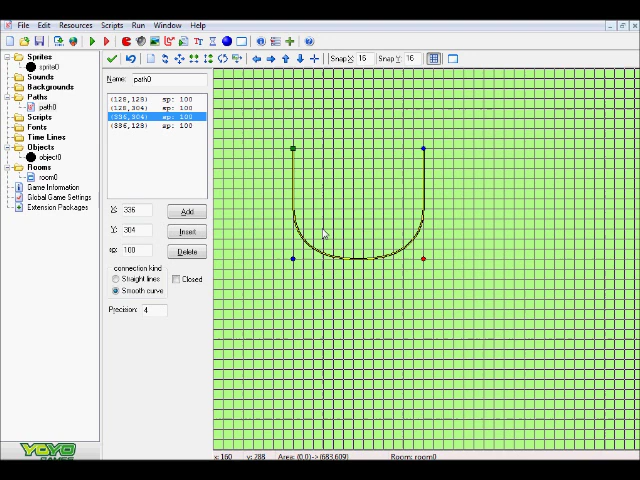 File Edit Resources Scripts Run Window Help
Snap X: 16 Snap Y: 16
Sprites
sprite0
Sounds
Backgrounds
Paths
path0
Scripts
Fonts
Time Lines
Objects
object0
Rooms
room0
Game Information
Global Game Settings
Extension Packages
YOYO
GAMES
Name: path0
(128,128) sp: 100
(128,304) sp: 100
(336,304) sp: 100
(336,128) sp: 100
X: 336 Add
Y: 304 Insert
sp: 100 Delete
connection kind
Straight lines
Smooth curve
Closed
Precision: 4
x: 160 y: 288 Area: (0,0)->(683,609) Room: room0